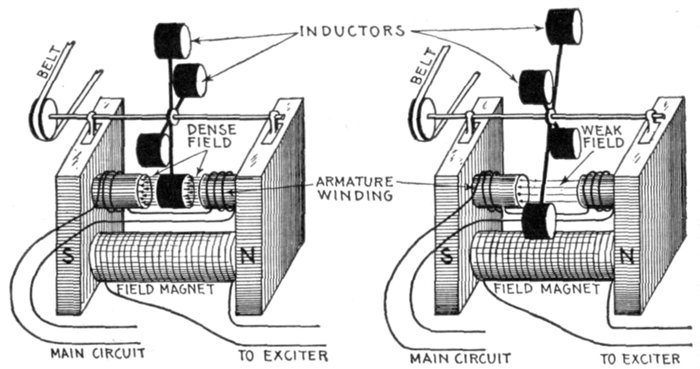 INDUCTORS
BELT
DENSE
FIELD
ARMATURE
WINDING
S
N
FIELD MAGNET
MAIN CIRCUIT
TO EXCITER
BELT
WEAK
FIELD
S
N
FIELD MAGNET
MAIN CIRCUIT
TO EXCITER